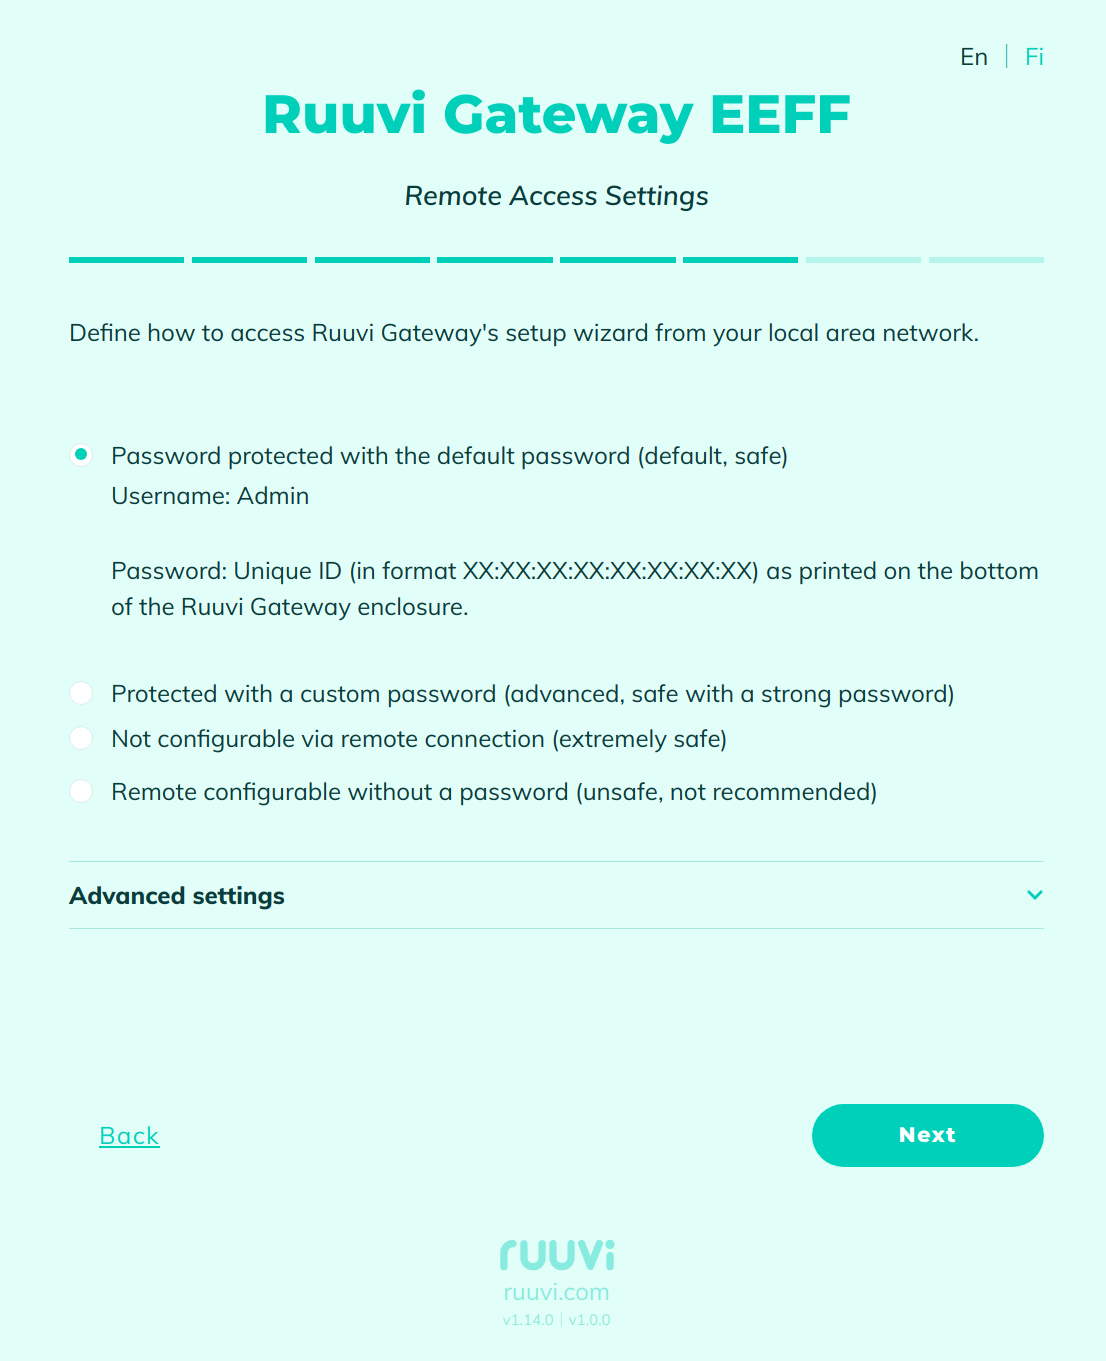 En | Fi
Ruuvi Gateway EEFF
Remote Access Settings
Define how to access Ruuvi Gateway's setup wizard from your local area network.
Password protected with the default password (default, safe)
Username: Admin
Password: Unique ID (in format XX:XX:XX:XX:XX:XX:XX:XX) as printed on the bottom
of the Ruuvi Gateway enclosure.
Protected with a custom password (advanced, safe with a strong password)
Not configurable via remote connection (extremely safe)
Remote configurable without a password (unsafe, not recommended)
Advanced settings
Back
Next
ruuvi
ruuvi.com
v1.14.0 | v1.0.0